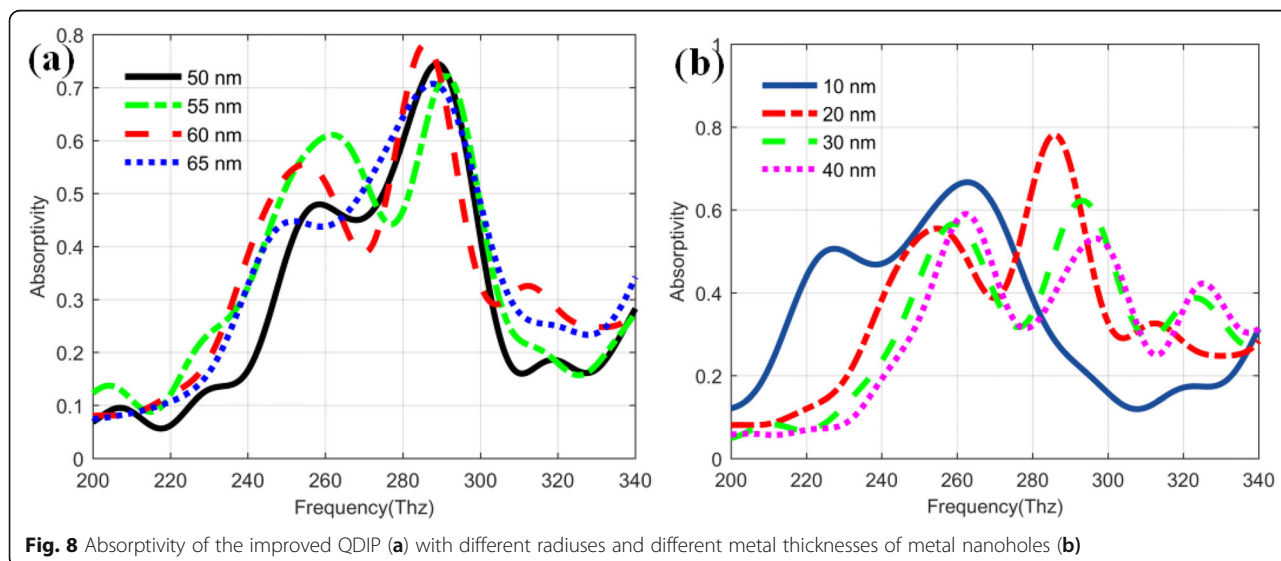 (a)
50 nm
55 nm
60 nm
65 nm
0.8
0.7
0.6
0.5
0.4
0.3
0.2
0.1
0
Absorptivity
200 220 240 260 280 300 320 340
Frequency(Thz)
(b)
10 nm
20 nm
30 nm
40 nm
1
0.8
0.6
0.4
0.2
0
Absorptivity
200 220 240 260 280 300 320 340
Frequency(Thz)
Fig. 8 Absorptivity of the improved QDIP (a) with different radiuses and different metal thicknesses of metal nanoholes (b)